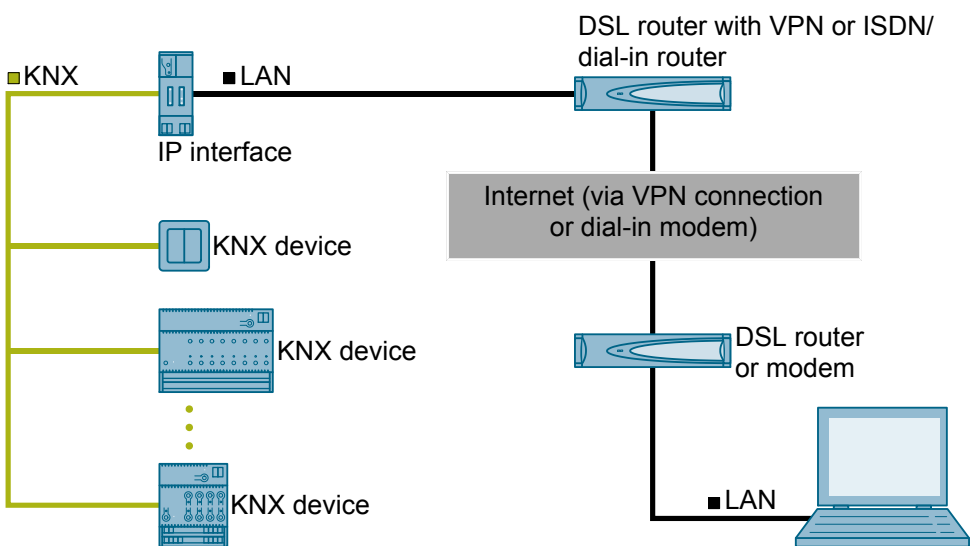 DSL router with VPN or ISDN/
dial-in router
KNX
LAN
IP interface
Internet (via VPN connection
or dial-in modem)
KNX device
KNX device
DSL router
or modem
KNX device
LAN